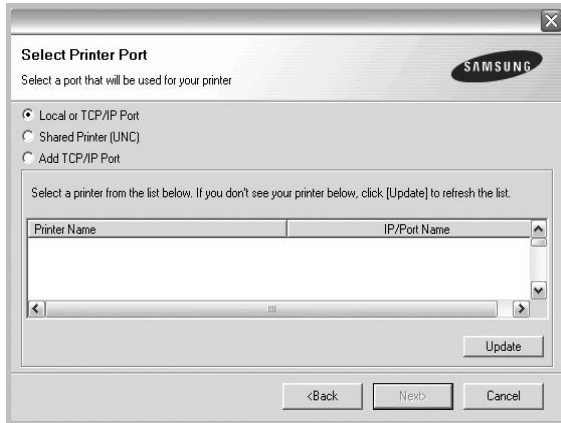 Select Printer Port
Select a port that will be used for your printer
SAMSUNG
Local or TCP/IP Port
Shared Printer (UNC)
Add TCP/IP Port
Select a printer from the list below. If you don't see your printer below, click [Update] to refresh the list.
Printer Name IP/Port Name
Update
<Back Next> Cancel